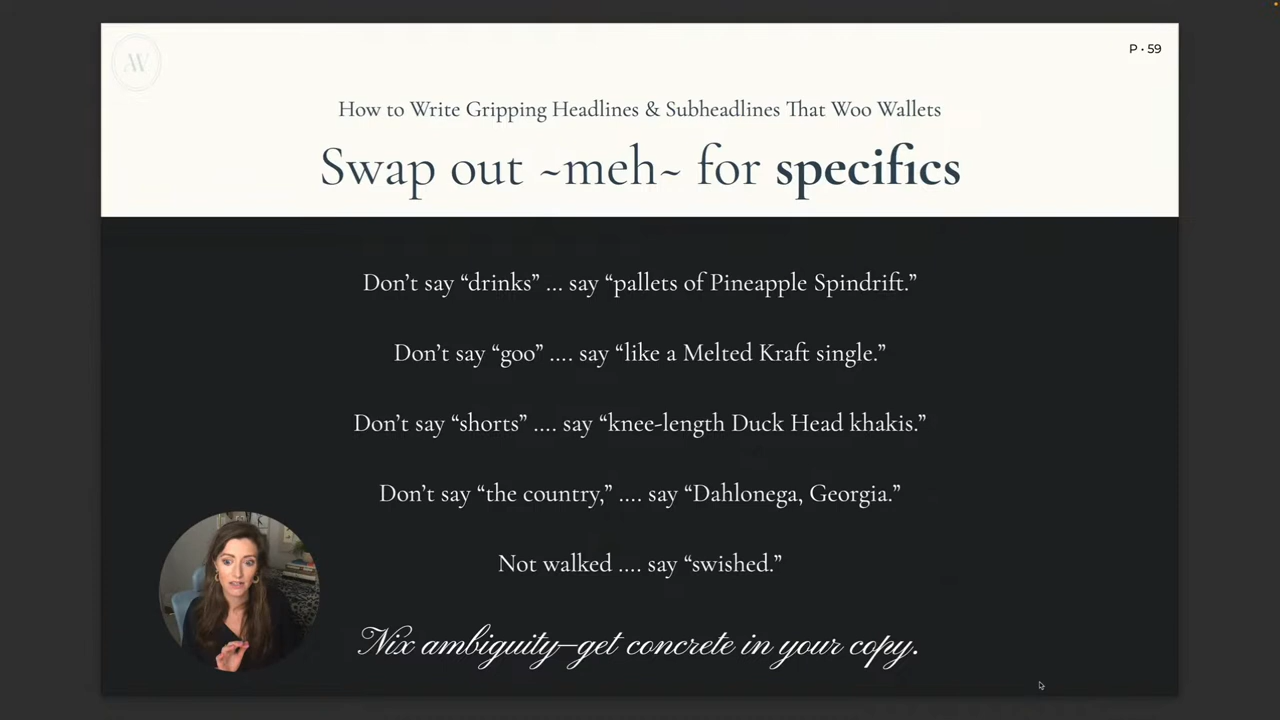 AW
P • 59
How to Write Gripping Headlines & Subheadlines That Woo Wallets
Swap out ~meh~ for specifics
Don’t say “drinks” ... say “pallets of Pineapple Spindrift.”
Don’t say “goo” .... say “like a Melted Kraft single.”
Don’t say “shorts” .... say “knee-length Duck Head khakis.”
Don’t say “the country,” .... say “Dahlonega, Georgia.”
Not walked .... say “swished.”
Nix ambiguity—get concrete in your copy.